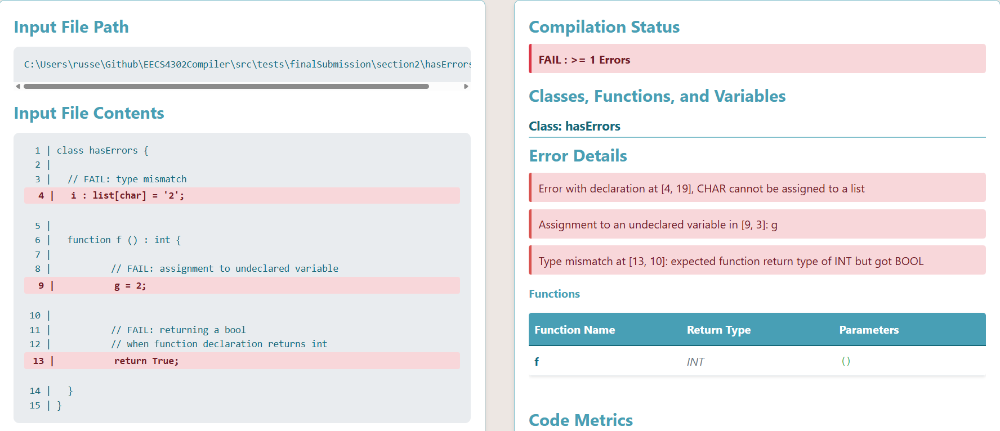 Input File Path
C:\Users\russe\Github\EECS4302Compiler\src\tests\finalSubmission\section2\hasErrors
Input File Contents
1 | class hasErrors {
2 |
3 |   // FAIL: type mismatch
4 |   i : list[char] = '2';
5 |
6 |   function f () : int {
7 |
8 |           // FAIL: assignment to undeclared variable
9 |           g = 2;
10 |
11 |           // FAIL: returning a bool
12 |           // when function declaration returns int
13 |           return True;
14 |   }
15 | }
Compilation Status
FAIL : >= 1 Errors
Classes, Functions, and Variables
Class: hasErrors
Error Details
Error with declaration at [4, 19], CHAR cannot be assigned to a list
Assignment to an undeclared variable in [9, 3]: g
Type mismatch at [13, 10]: expected function return type of INT but got BOOL
Functions
Function Name Return Type Parameters
f INT ()
Code Metrics